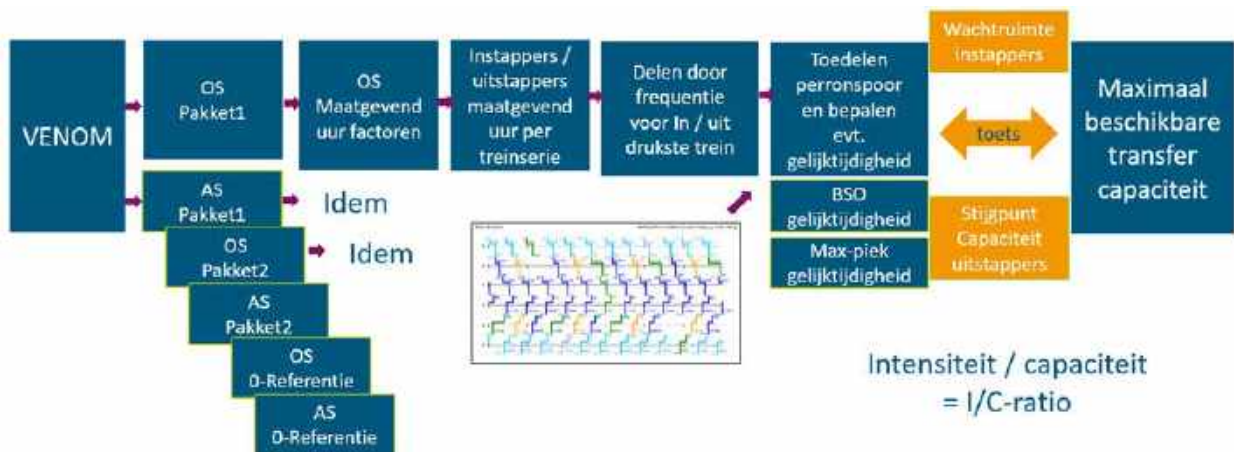 VENOM
OS
Pakket1
OS
Maatgevend
uur factoren
Instappers /
uitstappers
maatgevend
uur per
treinserie
Delen door
frequentie
voor In / uit
drukste trein
Toedelen
perronspoor
en bepalen
evt.
gelijktijdigheid
Wachtruimte
instappers
toets
Maximaal
beschikbare
transfer
capaciteit
AS
Pakket1
Idem
OS
Pakket2
Idem
AS
Pakket2
OS
0-Referentie
AS
0-Referentie
BSO
gelijktijdigheid
Max-piek
gelijktijdigheid
Stijgpunt
Capaciteit
uitstappers
Intensiteit / capaciteit
= I/C-ratio